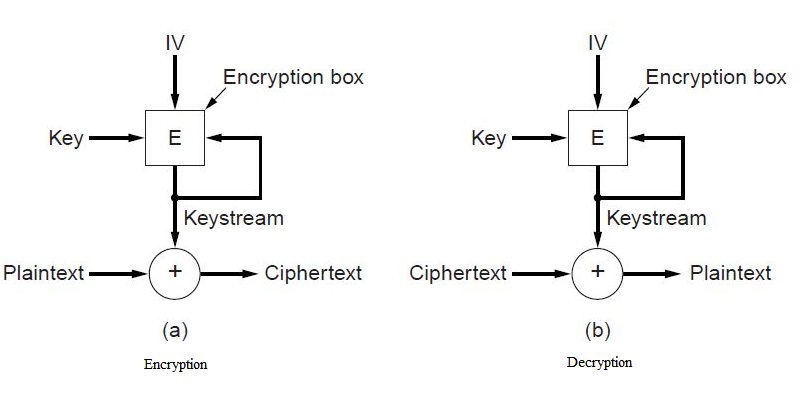 IV
Encryption box
Key
E
Keystream
Plaintext
+
Ciphertext
(a)
Encryption
IV
Encryption box
Key
E
Keystream
Ciphertext
+
Plaintext
(b)
Decryption